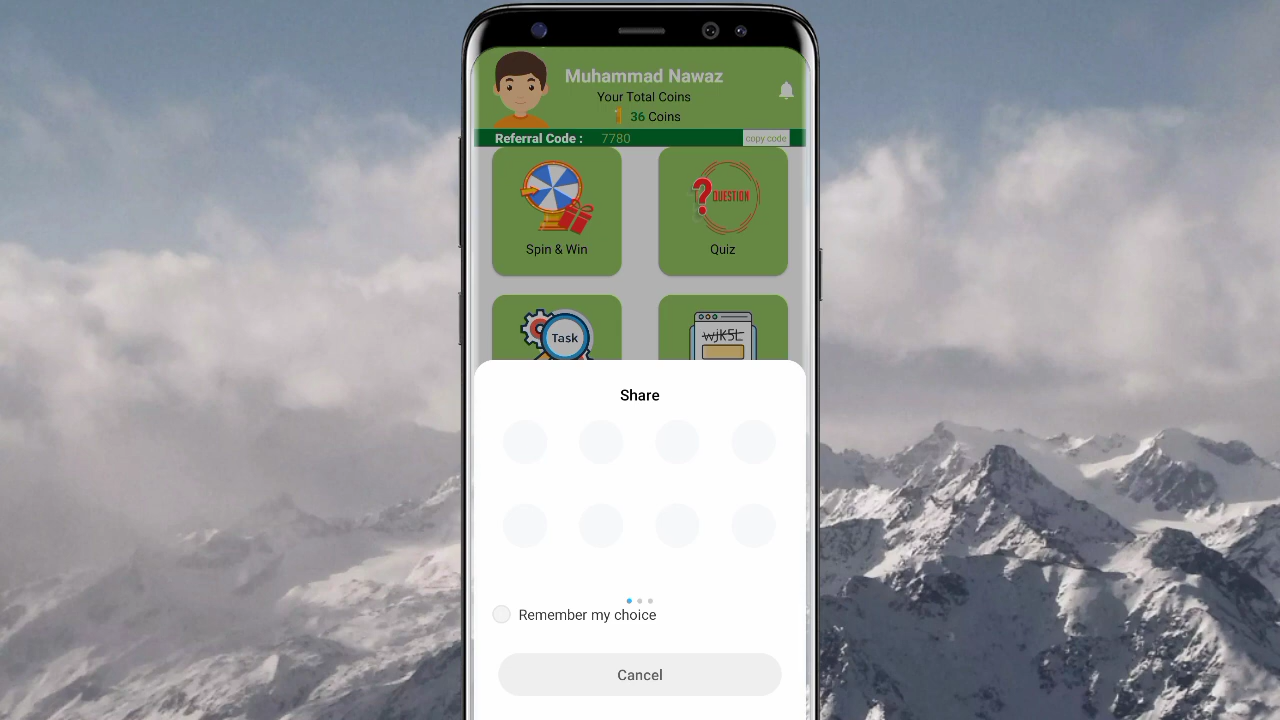 Muhammad Nawaz
Your Total Coins
36 Coins
Referral Code : 7780 copy code
QUESTION
Spin & Win Quiz
Task wjK5L
Share
Remember my choice
Cancel